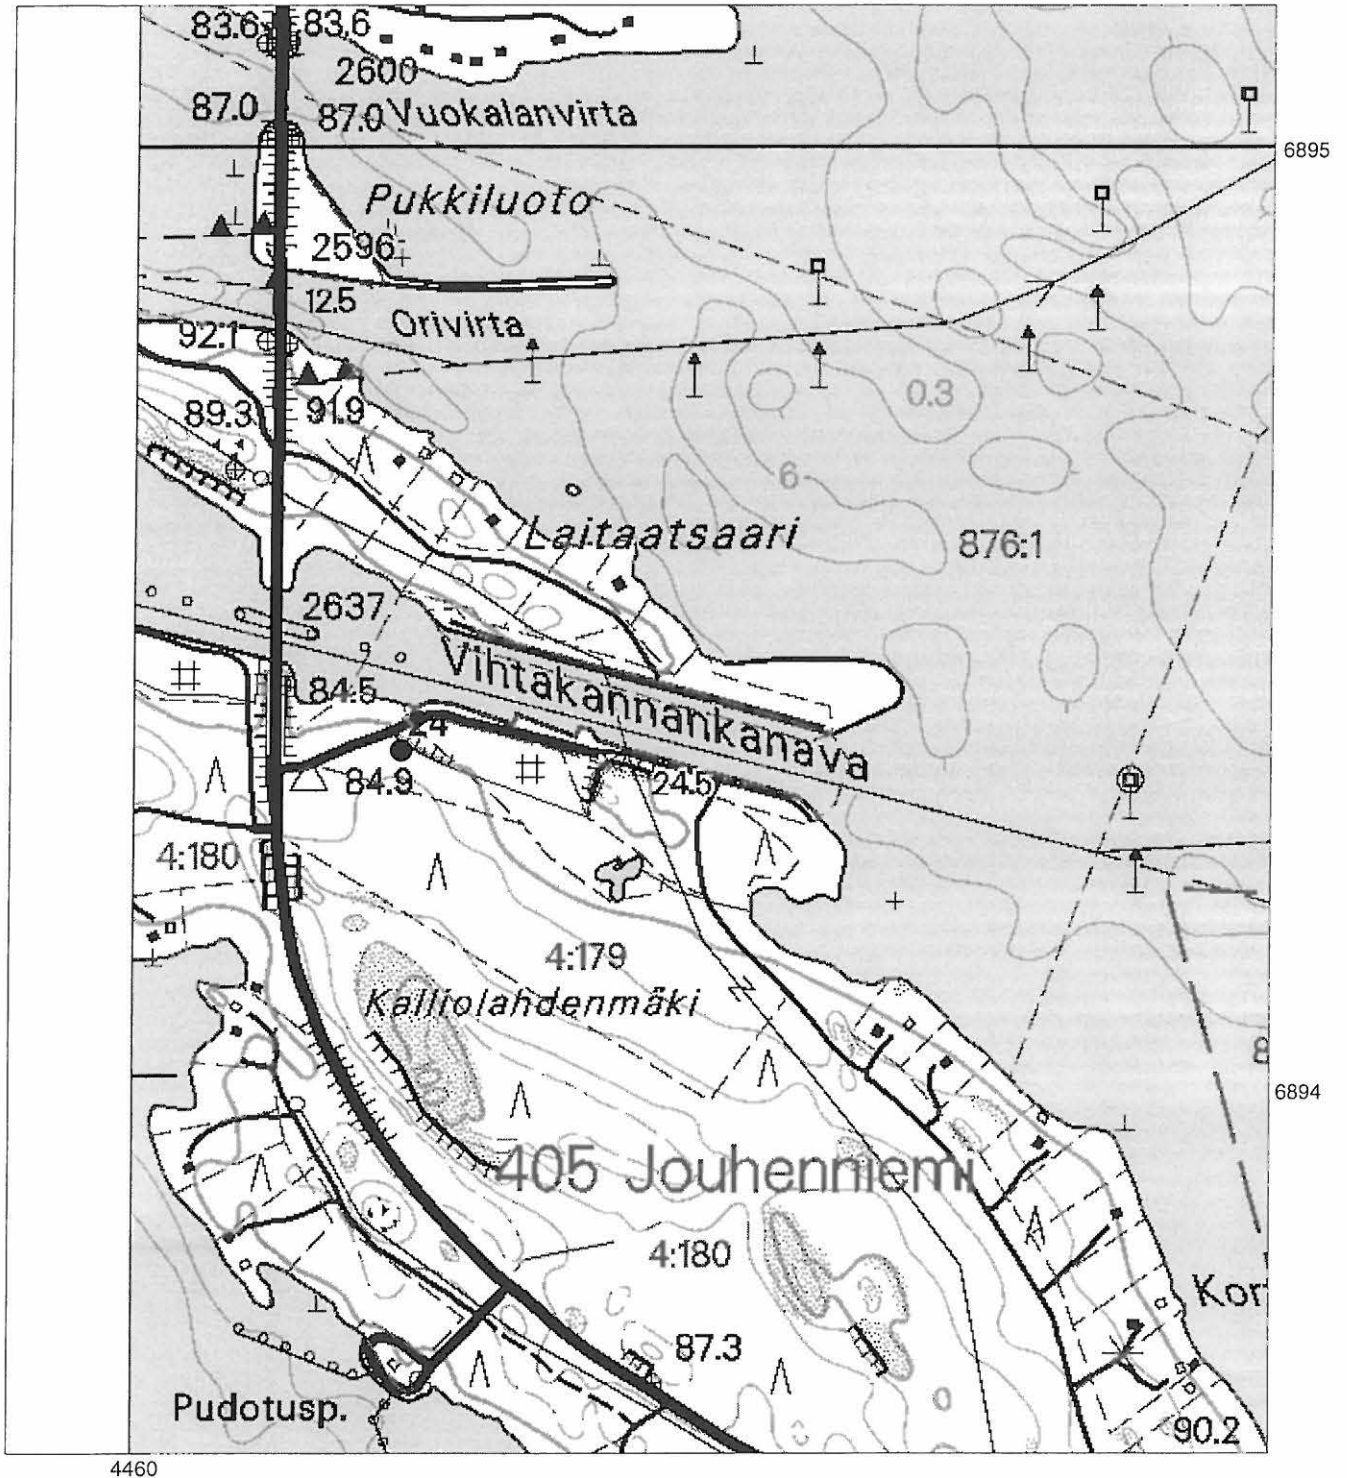 83.6 83,6
2600
87.0 87.0 Vuokalanvirta
6895
Pukkiluoto
2596
12.5
Orivirta
92.1
0.3
89.3 91.9
6
Laitaatsaari
876:1
2637
Vihtakannankanava
84.5
24
84.9
24.5
4:180
4:179
Kalliolahdenmäki
8
6894
405 Jouhenniemi
4:180
Kor
87.3
Pudotusp.
90.2
4460